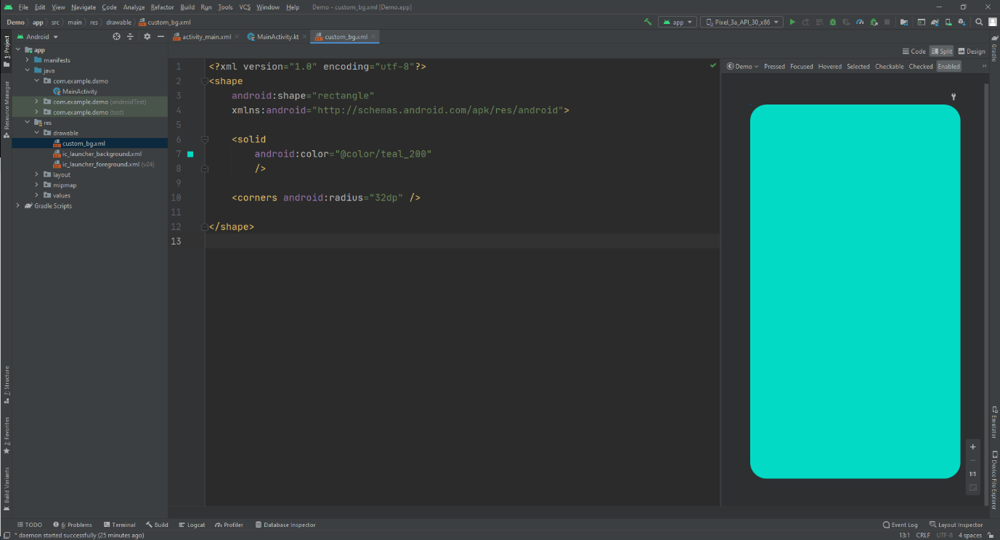 File Edit View Navigate Code Analyze Refactor Build Run Tools VCS Window Help Demo - custom_bg.xml [Demo.app]
Demo app src main res drawable custom_bg.xml app Pixel_3a_API_30_x86
Android activity_main.xml MainActivity.kt custom_bg.xml
Code Split Design
Demo Pressed Focused Hovered Selected Checkable Checked Enabled
1: Project
Resource Manager
7: Structure
2: Favorites
Build Variants
app
manifests
java
com.example.demo
MainActivity
com.example.demo (androidTest)
com.example.demo (test)
res
drawable
custom_bg.xml
ic_launcher_background.xml
ic_launcher_foreground.xml (v24)
layout
mipmap
values
Gradle Scripts
1 <?xml version="1.0" encoding="utf-8"?>
2 <shape
3 android:shape="rectangle"
4 xmlns:android="http://schemas.android.com/apk/res/android">
5
6 <solid
7 android:color="@color/teal_200"
8 />
9
10 <corners android:radius="32dp" />
11
12 </shape>
13
1:1
Gradle
Emulator
Device File Explorer
TODO 6: Problems Terminal Build Logcat Profiler Database Inspector Event Log Layout Inspector
* daemon started successfully (25 minutes ago) 13:1 CRLF UTF-8 4 spaces